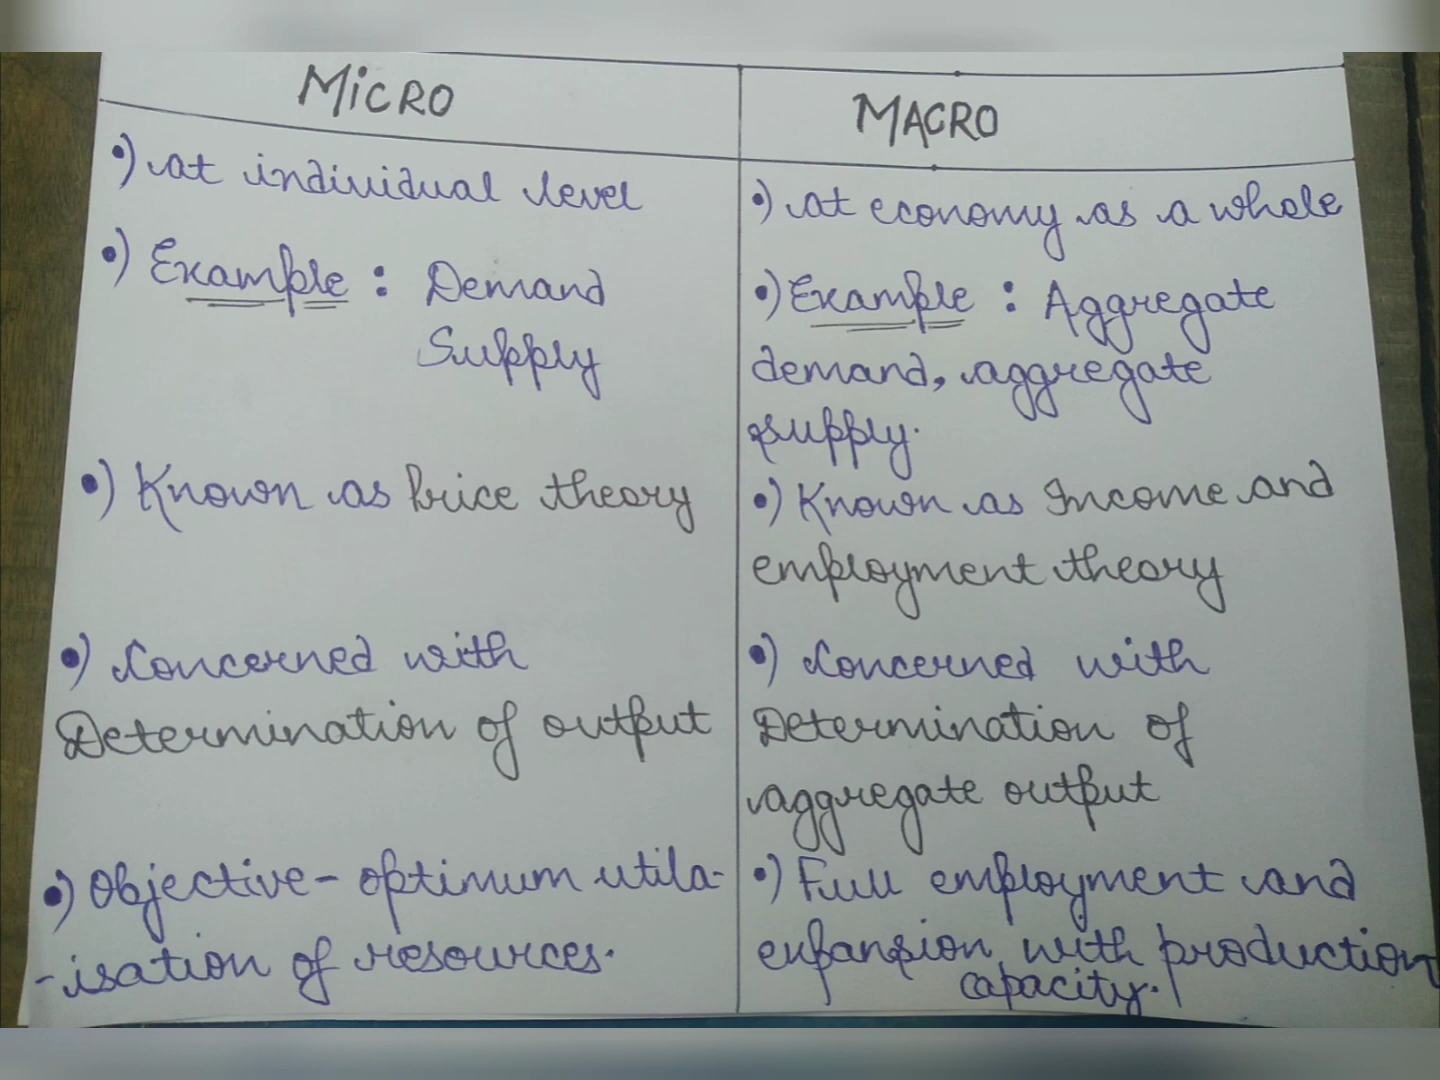 MiCRO
•) at individual level
•) Example : Demand
Supply
•) Known as Price theory
•) Concerned with
Determination of output
•) Objective - optimum utila-
-isation of resources.
MACRO
•) at economy as a whole
•) Example : Aggregate
demand, aggregate
supply.
•) Known as Income and
employment theory
•) Concerned with
Determination of
aggregate output
•) Full employment and
expansion with production
capacity.